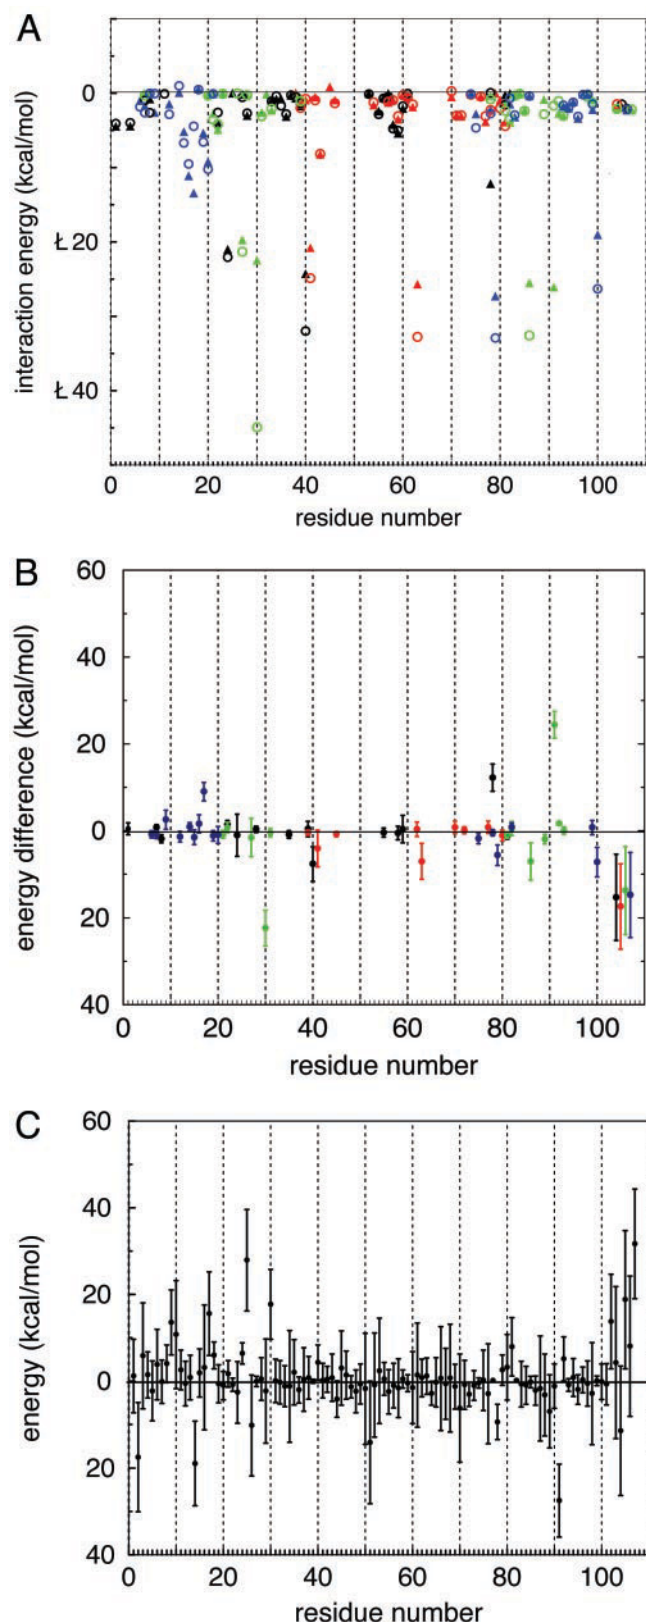 A
0
Ł 20
Ł 40
interaction energy (kcal/mol)
0 20 40 60 80 100
residue number
B
60
40
20
0
20
40
energy difference (kcal/mol)
0 20 40 60 80 100
residue number
C
60
40
20
0
20
40
energy (kcal/mol)
0 20 40 60 80 100
residue number